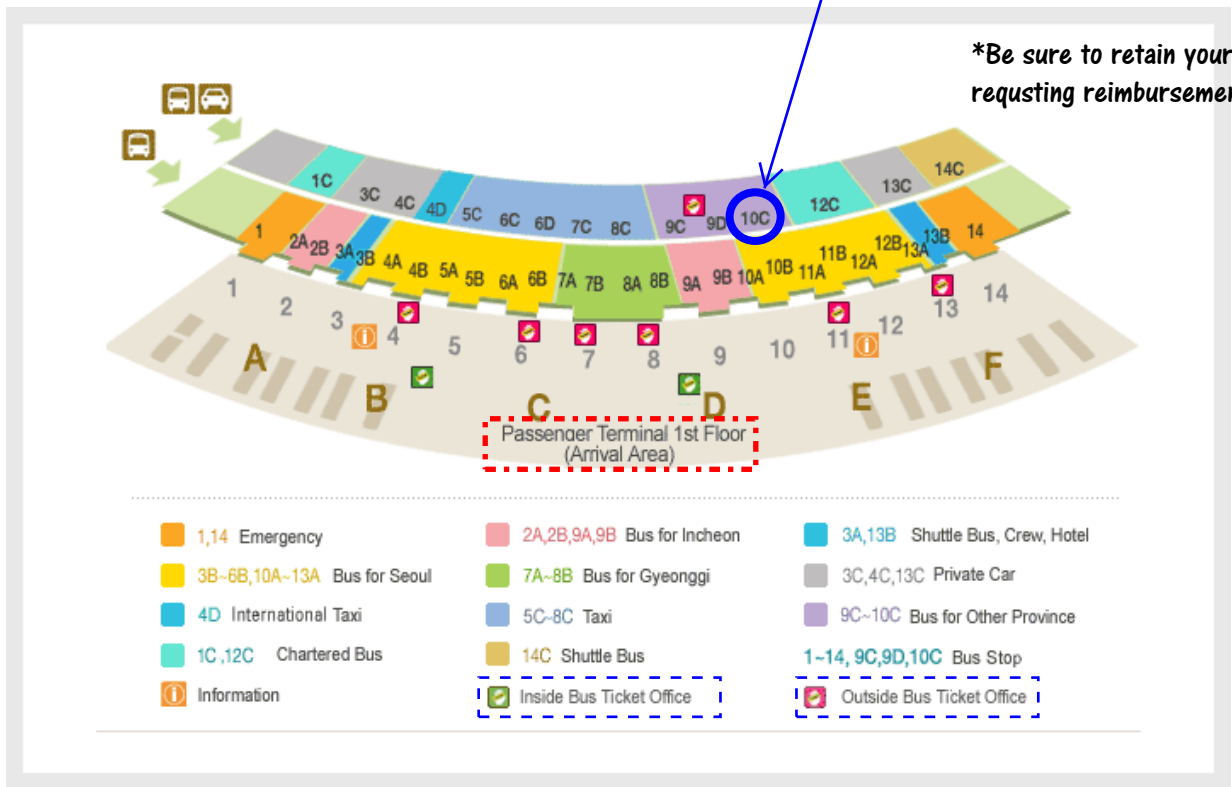 *Be sure to retain your
requsting reimburseme
1C
3C
4C
4D
5C
6C
6D
7C
8C
9C
9D
10C
12C
13C
14C
1
2A
2B
3A
3B
4A
4B
5A
5B
6A
6B
7A
7B
8A
8B
9A
9B
10A
10B
11A
11B
12A
12B
13A
13B
14
1
2
3
4
5
6
7
8
9
10
11
12
13
14
A
B
C
D
E
F
Passenger Terminal 1st Floor
(Arrival Area)
1,14 Emergency
2A,2B,9A,9B Bus for Incheon
3A,13B Shuttle Bus, Crew, Hotel
3B~6B,10A~13A Bus for Seoul
7A~8B Bus for Gyeonggi
3C,4C,13C Private Car
4D International Taxi
5C~8C Taxi
9C~10C Bus for Other Province
1C ,12C Chartered Bus
14C Shuttle Bus
1~14, 9C,9D,10C Bus Stop
Information
Inside Bus Ticket Office
Outside Bus Ticket Office